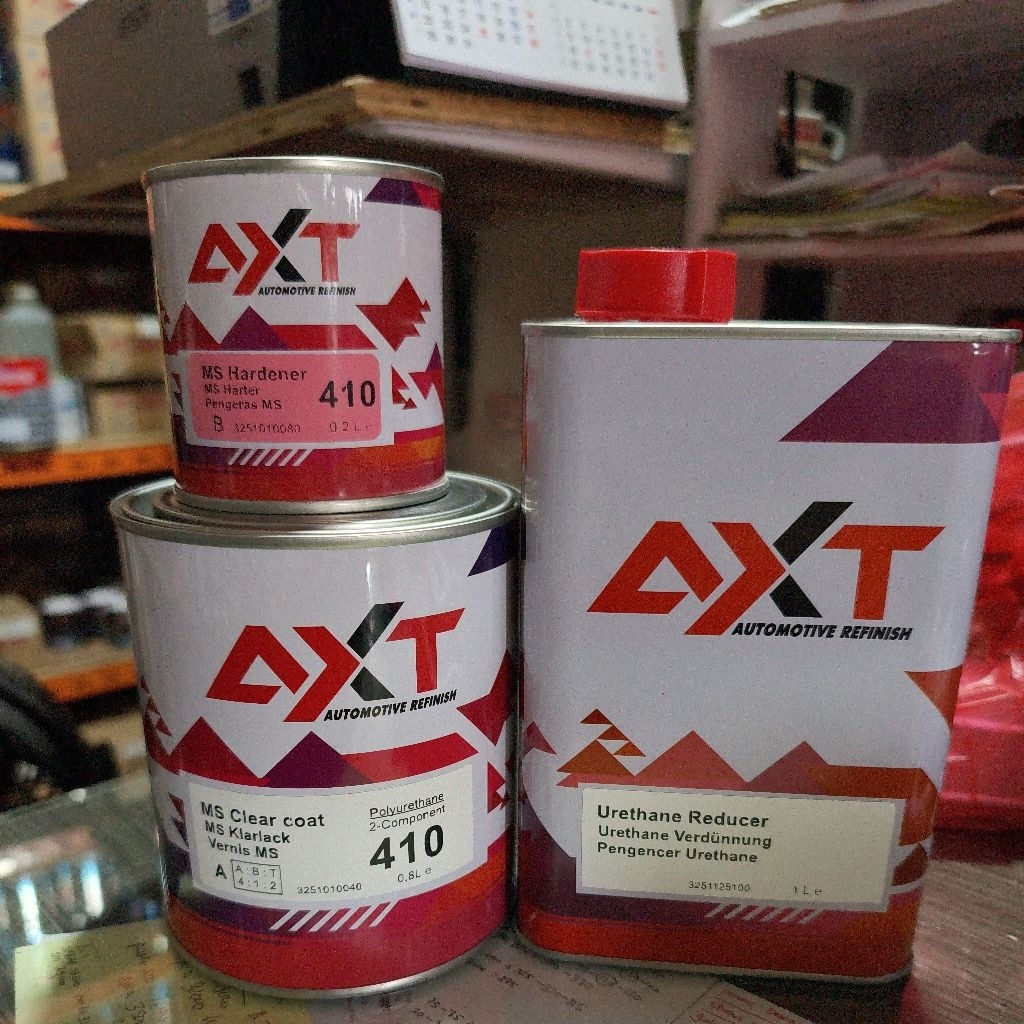 AXT
AUTOMOTIVE REFINISH
MS Hardener
MS Härter
Pengeras MS
410
B 3251010080 0.2L e
AXT
AUTOMOTIVE REFINISH
MS Clear coat
MS Klarlack
Vernis MS
Polyurethane
2-Component
410
A
A:B:T
4:1:2
3251010040 0,8L e
AXT
AUTOMOTIVE REFINISH
Urethane Reducer
Urethane Verdünnung
Pengencer Urethane
3251125100 1L e